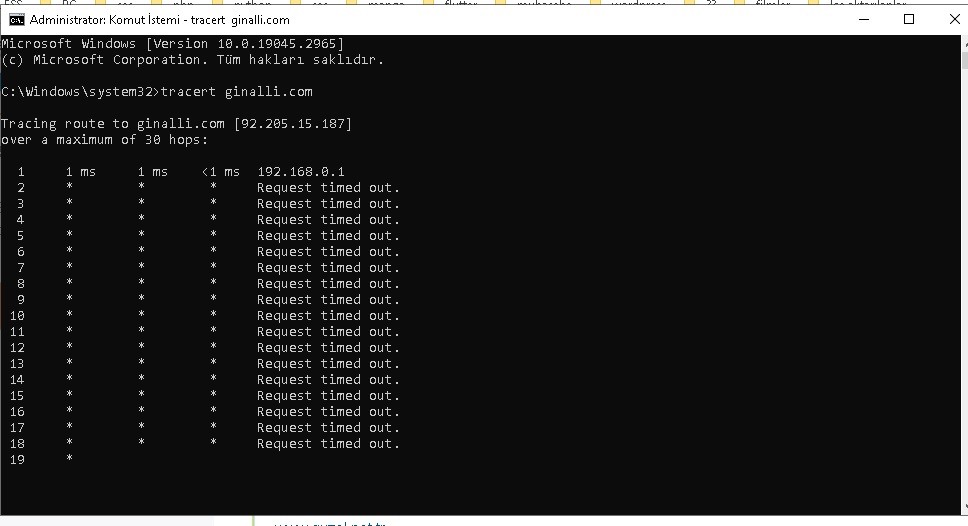 Administrator: Komut İstemi - tracert ginalli.com
Microsoft Windows [Version 10.0.19045.2965]
(c) Microsoft Corporation. Tüm hakları saklıdır.
C:\Windows\system32>tracert ginalli.com
Tracing route to ginalli.com [92.205.15.187]
over a maximum of 30 hops:
1 1 ms 1 ms <1 ms 192.168.0.1
2 * * * Request timed out.
3 * * * Request timed out.
4 * * * Request timed out.
5 * * * Request timed out.
6 * * * Request timed out.
7 * * * Request timed out.
8 * * * Request timed out.
9 * * * Request timed out.
10 * * * Request timed out.
11 * * * Request timed out.
12 * * * Request timed out.
13 * * * Request timed out.
14 * * * Request timed out.
15 * * * Request timed out.
16 * * * Request timed out.
17 * * * Request timed out.
18 * * * Request timed out.
19 *